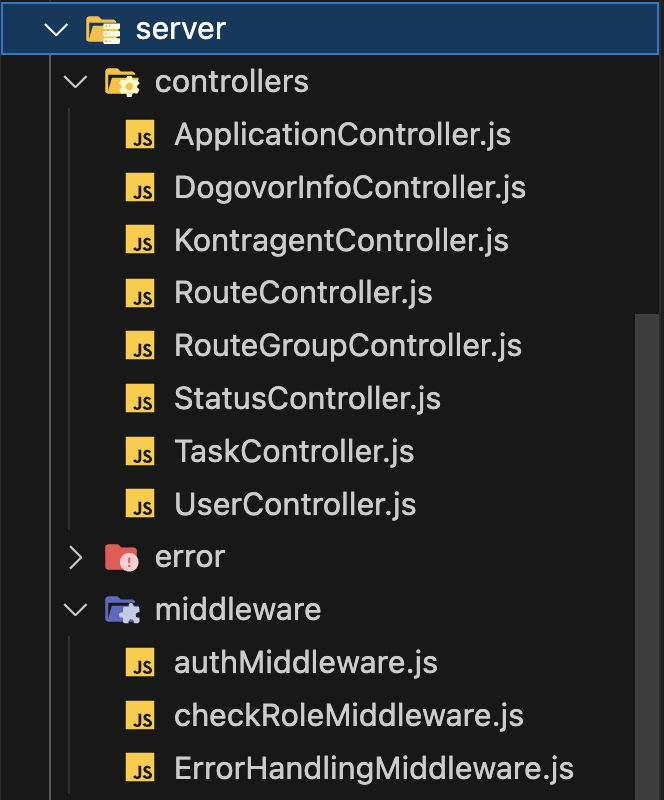 server
controllers
JS ApplicationController.js
JS DogovorInfoController.js
JS KontragentController.js
JS RouteController.js
JS RouteGroupController.js
JS StatusController.js
JS TaskController.js
JS UserController.js
error
middleware
JS authMiddleware.js
JS checkRoleMiddleware.js
JS ErrorHandlingMiddleware.js